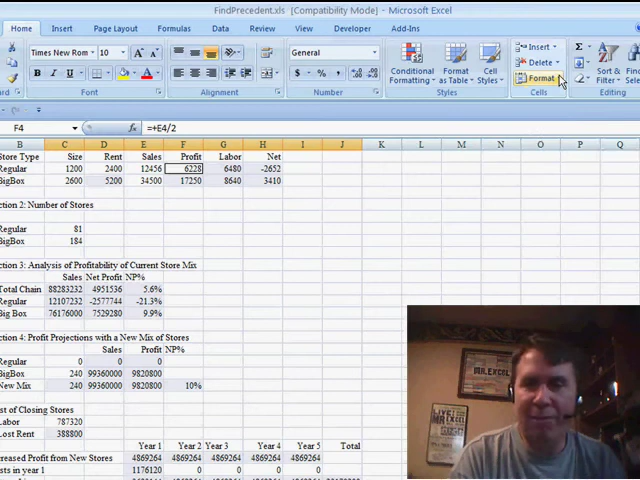 FindPrecedent.xls [Compatibility Mode] - Microsoft Excel
Home Insert Page Layout Formulas Data Review View Developer Add-Ins
Times New Rom 10 A A General Insert Σ
B I U $ % , Conditional Formatting Format as Table Cell Styles Delete Sort & Filter
Format
Font Alignment Number Styles Cells
F4 =+E4/2
B C D E F G H I J K L M N O P Q
Store Type Size Rent Sales Profit Labor Net
Regular 1200 2400 12456 6228 6480 -2652
BigBox 2600 5200 34500 17250 8640 3410
ction 2: Number of Stores
Regular 81
BigBox 184
ction 3: Analysis of Profitability of Current Store Mix
Sales Net Profit NP%
Total Chain 88283232 4951536 5.6%
Regular 12107232 -2577744 -21.3%
Big Box 76176000 7529280 9.9%
ction 4: Profit Projections with a New Mix of Stores
Sales Profit NP%
Regular 0 0 0
BigBox 240 99360000 9820800
New Mix 240 99360000 9820800 10%
st of Closing Stores
Labor 787320
Lost Rent 388800
Year 1 Year 2 Year 3 Year 4 Year 5 Total
creased Profit from New Stores 4869264 4869264 4869264 4869264 4869264
sts in year 1 1176120 0 0 0 0
MR.EXCEL
LIVE!
MREXCEL